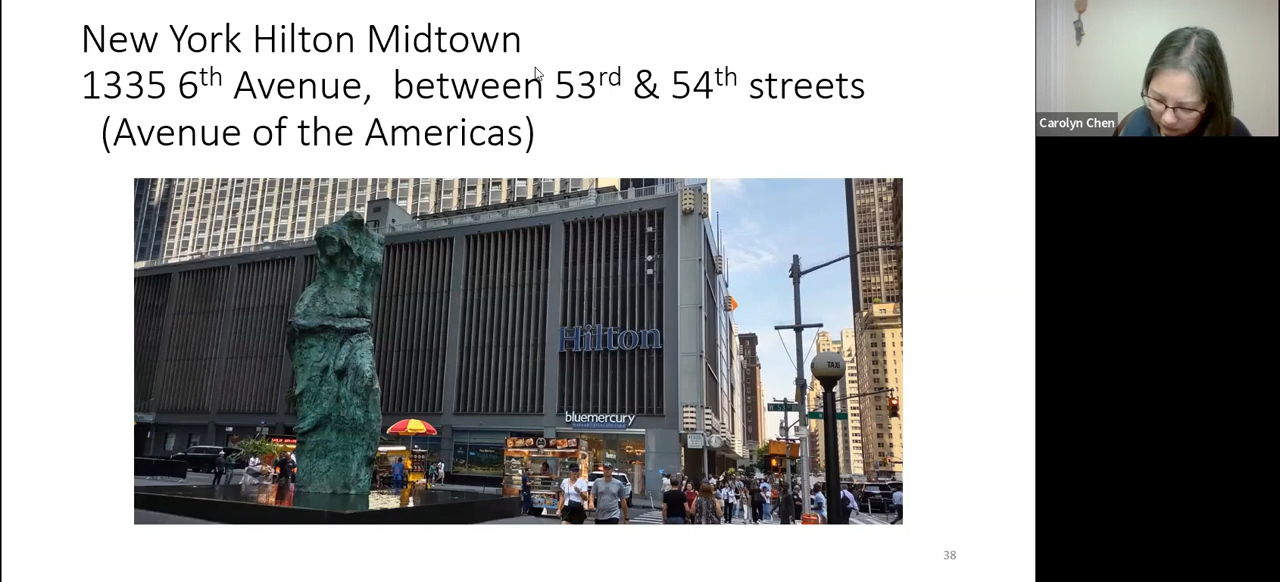 New York Hilton Midtown
1335 6th Avenue, between 53rd & 54th streets
(Avenue of the Americas)
Carolyn Chen
Hilton
TAXI
bluemercury
38